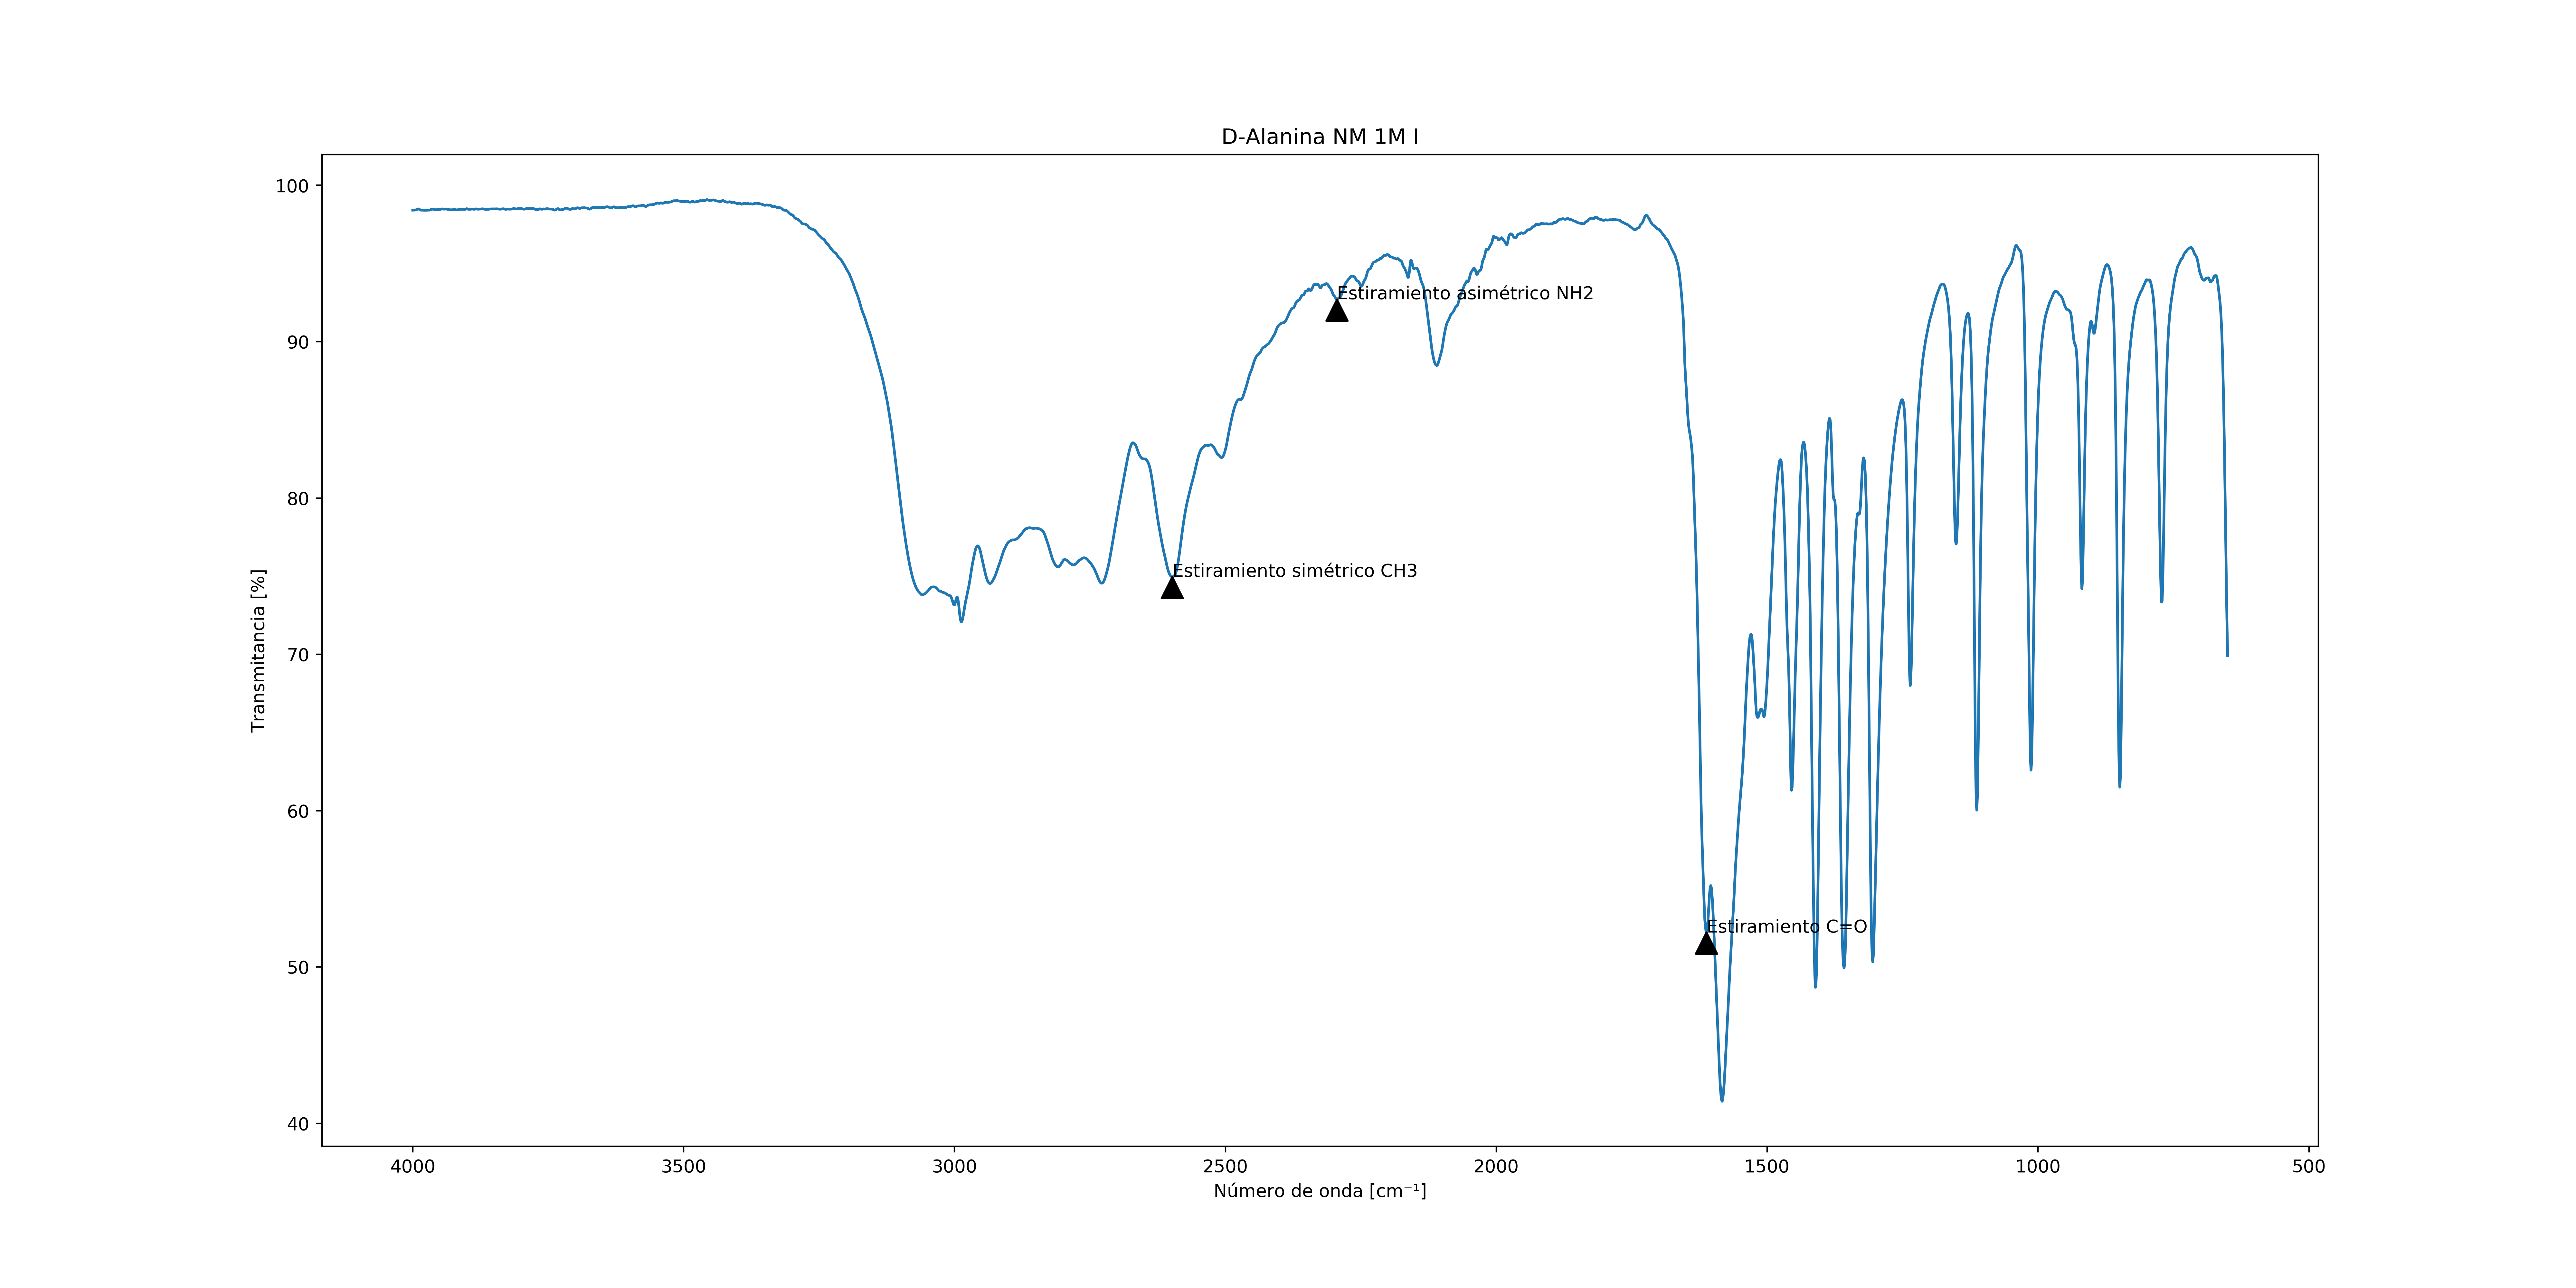 D-Alanina NM 1M I
100
90
80
70
60
50
40
Transmitancia [%]
Estiramiento asimétrico NH2
Estiramiento simétrico CH3
Estiramiento C=O
4000 3500 3000 2500 2000 1500 1000 500
Número de onda [cm⁻¹]